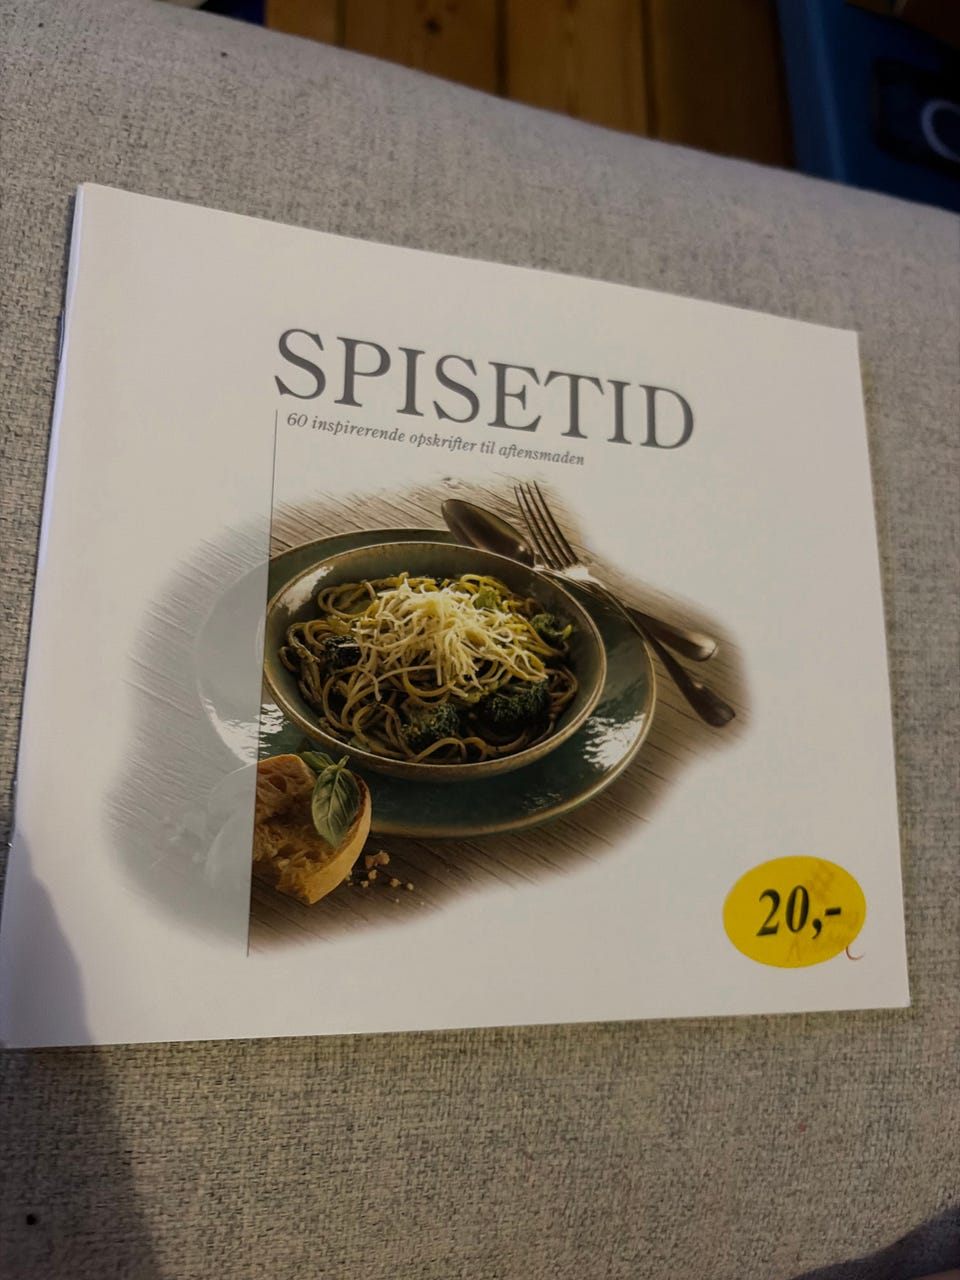 SPISETID
60 inspirerende opskrifter til aftensmaden
20,-